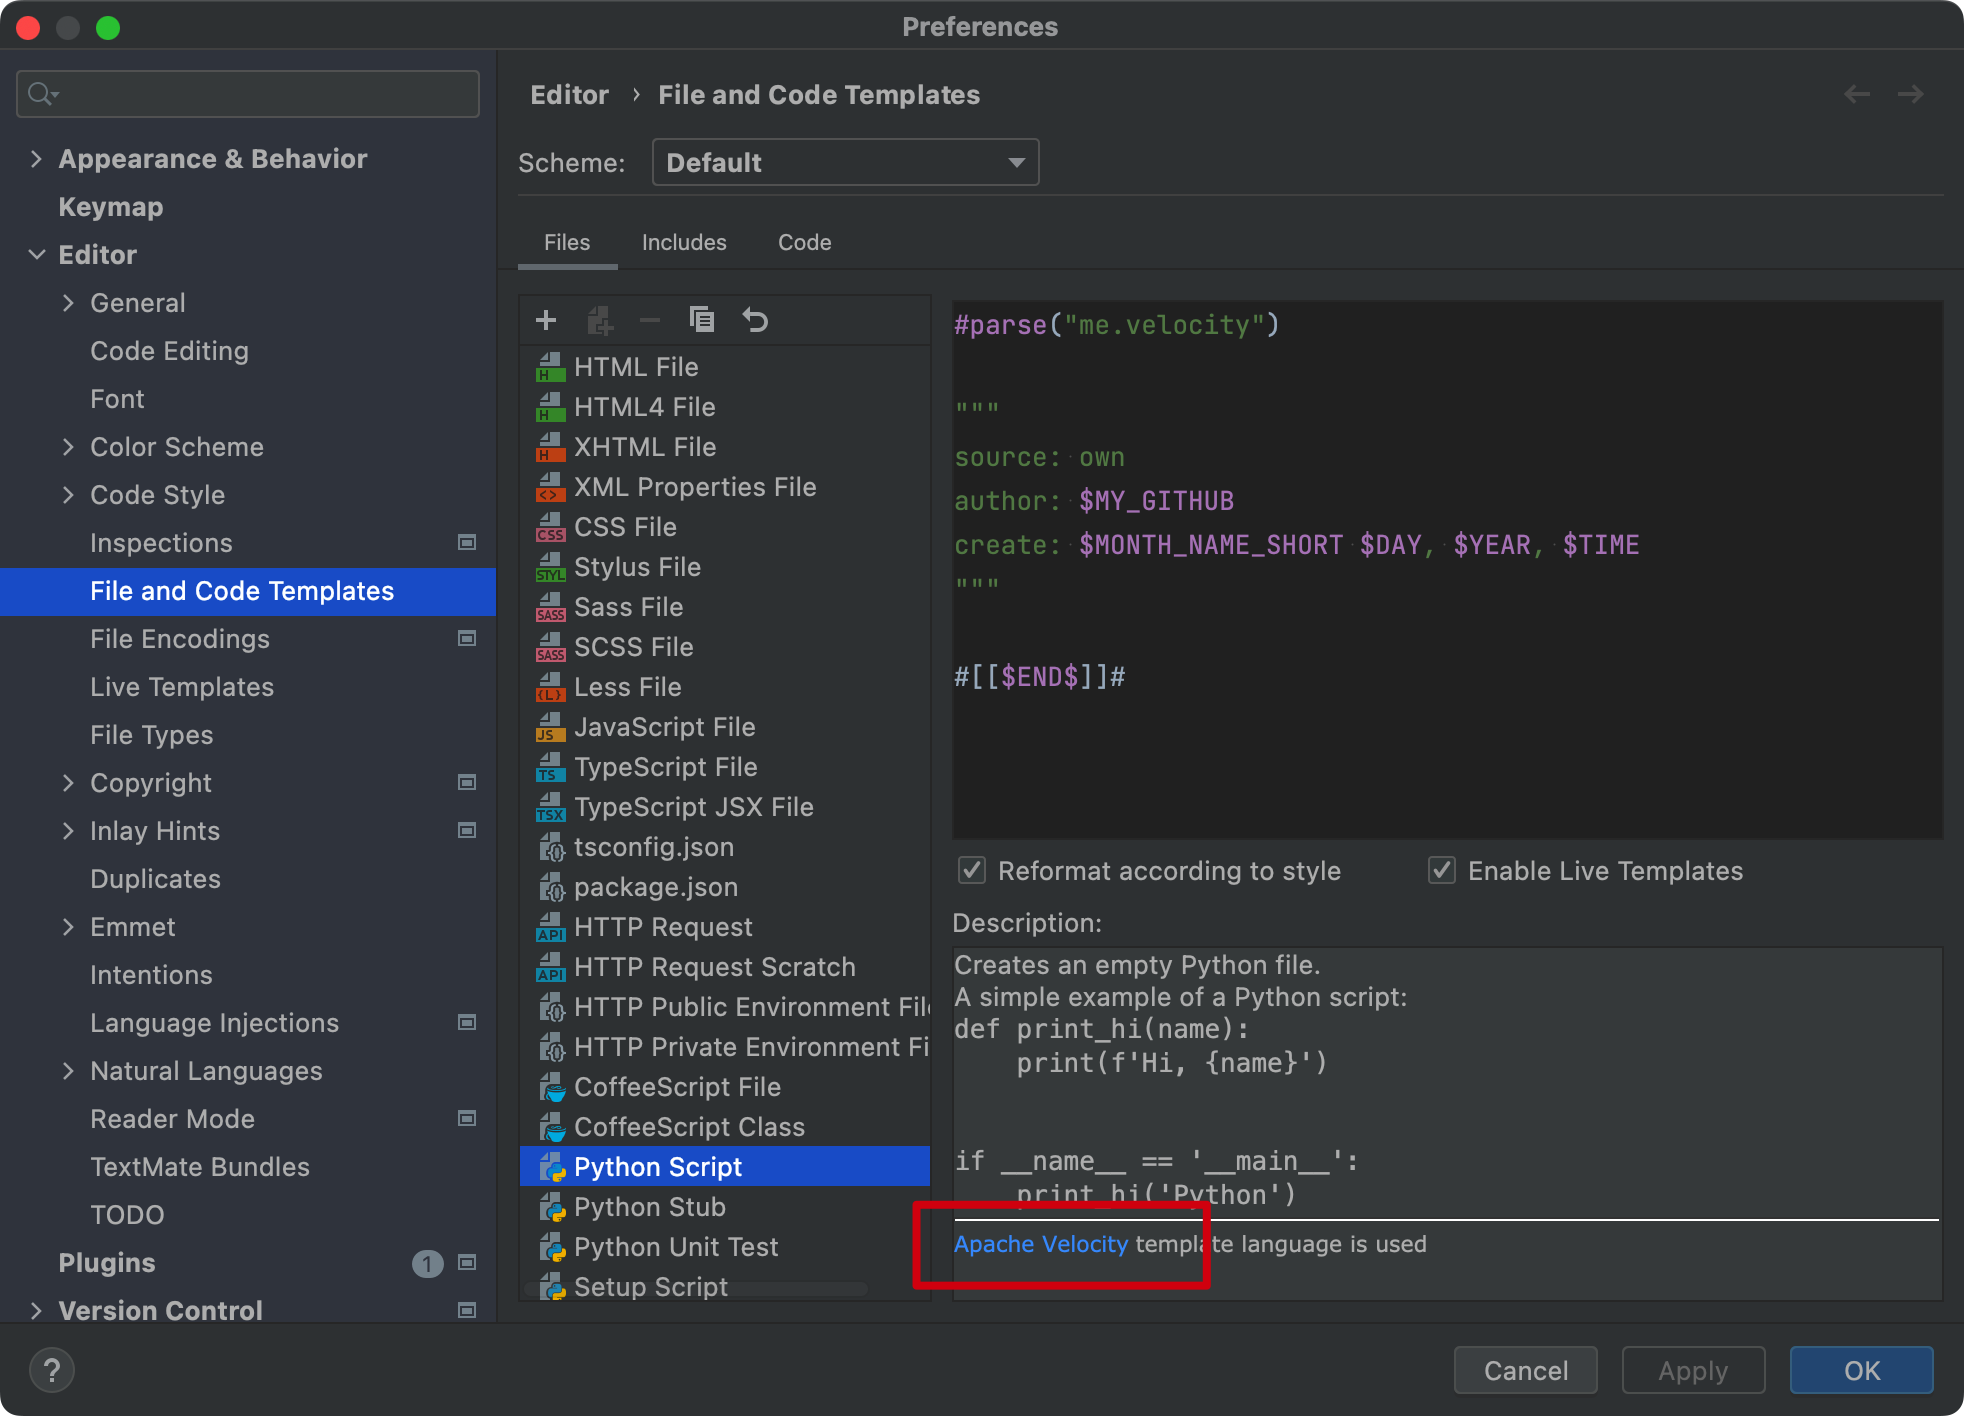 Preferences
Appearance & Behavior
Keymap
Editor
General
Code Editing
Font
Color Scheme
Code Style
Inspections
File and Code Templates
File Encodings
Live Templates
File Types
Copyright
Inlay Hints
Duplicates
Emmet
Intentions
Language Injections
Natural Languages
Reader Mode
TextMate Bundles
TODO
Plugins 1
Version Control
Editor › File and Code Templates
Scheme: Default
Files Includes Code
HTML File
HTML4 File
XHTML File
XML Properties File
CSS File
Stylus File
Sass File
SCSS File
Less File
JavaScript File
TypeScript File
TypeScript JSX File
tsconfig.json
package.json
HTTP Request
HTTP Request Scratch
HTTP Public Environment Fil
HTTP Private Environment Fi
CoffeeScript File
CoffeeScript Class
Python Script
Python Stub
Python Unit Test
Setup Script
#parse("me.velocity")
"""
source: own
author: $MY_GITHUB
create: $MONTH_NAME_SHORT $DAY, $YEAR, $TIME
"""
#[[$END$]]#
Reformat according to style
Enable Live Templates
Description:
Creates an empty Python file.
A simple example of a Python script:
def print_hi(name):
print(f'Hi, {name}')
if __name__ == '__main__':
print_hi('Python')
Apache Velocity template language is used
? Cancel Apply OK